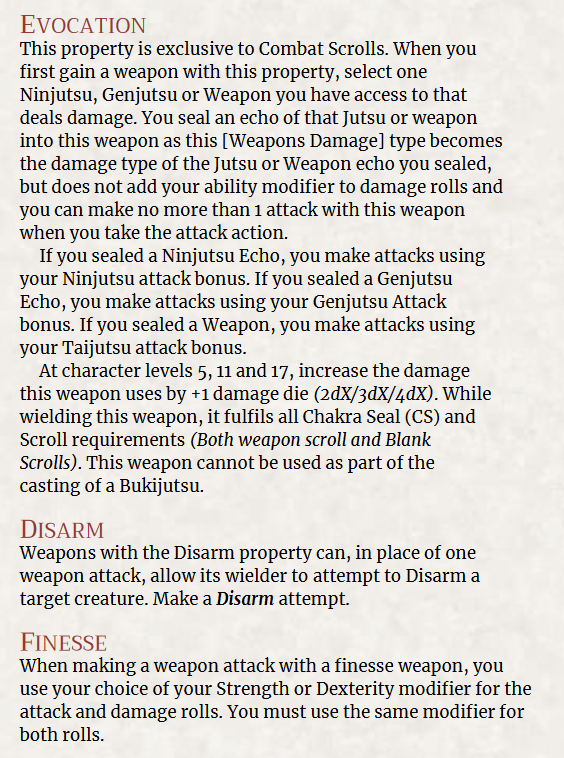 EVOCATION
This property is exclusive to Combat Scrolls. When you
first gain a weapon with this property, select one
Ninjutsu, Genjutsu or Weapon you have access to that
deals damage. You seal an echo of that Jutsu or weapon
into this weapon as this [Weapons Damage] type becomes
the damage type of the Jutsu or Weapon echo you sealed,
but does not add your ability modifier to damage rolls and
you can make no more than 1 attack with this weapon
when you take the attack action.
If you sealed a Ninjutsu Echo, you make attacks using
your Ninjutsu attack bonus. If you sealed a Genjutsu
Echo, you make attacks using your Genjutsu Attack
bonus. If you sealed a Weapon, you make attacks using
your Taijutsu attack bonus.
At character levels 5, 11 and 17, increase the damage
this weapon uses by +1 damage die (2dX/3dX/4dX). While
wielding this weapon, it fulfils all Chakra Seal (CS) and
Scroll requirements (Both weapon scroll and Blank
Scrolls). This weapon cannot be used as part of the
casting of a Bukijutsu.
DISARM
Weapons with the Disarm property can, in place of one
weapon attack, allow its wielder to attempt to Disarm a
target creature. Make a Disarm attempt.
FINESSE
When making a weapon attack with a finesse weapon, you
use your choice of your Strength or Dexterity modifier for the
attack and damage rolls. You must use the same modifier for
both rolls.